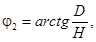 φ₂ = arctg D/H,